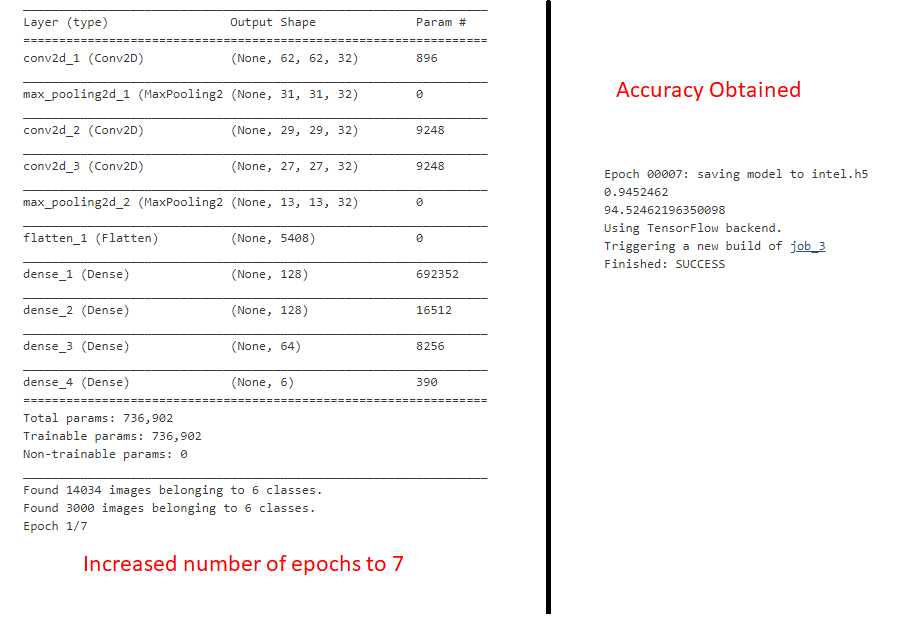 Layer (type) Output Shape Param #
=================================================================
conv2d_1 (Conv2D) (None, 62, 62, 32) 896
max_pooling2d_1 (MaxPooling2 (None, 31, 31, 32) 0
conv2d_2 (Conv2D) (None, 29, 29, 32) 9248
conv2d_3 (Conv2D) (None, 27, 27, 32) 9248
max_pooling2d_2 (MaxPooling2 (None, 13, 13, 32) 0
flatten_1 (Flatten) (None, 5408) 0
dense_1 (Dense) (None, 128) 692352
dense_2 (Dense) (None, 128) 16512
dense_3 (Dense) (None, 64) 8256
dense_4 (Dense) (None, 6) 390
=================================================================
Total params: 736,902
Trainable params: 736,902
Non-trainable params: 0
Found 14034 images belonging to 6 classes.
Found 3000 images belonging to 6 classes.
Epoch 1/7
Increased number of epochs to 7
Accuracy Obtained
Epoch 00007: saving model to intel.h5
0.9452462
94.52462196350098
Using TensorFlow backend.
Triggering a new build of job_3
Finished: SUCCESS